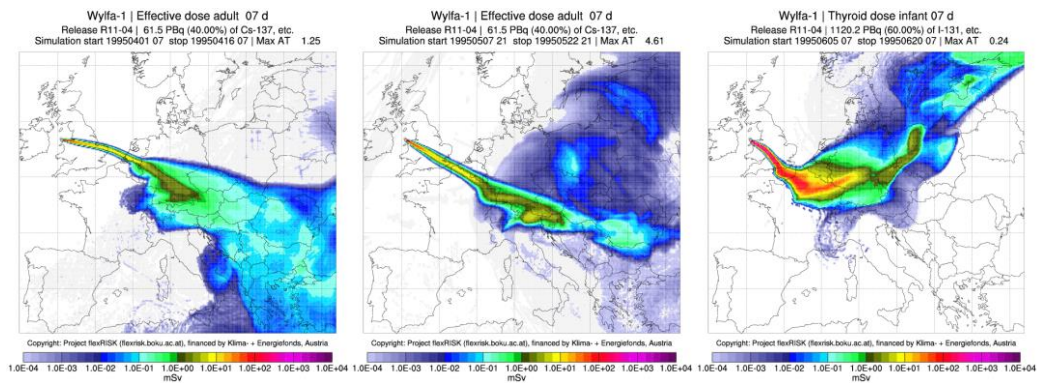 Wylfa-1 | Effective dose adult 07 d
Release R11-04 | 61.5 PBq (40.00%) of Cs-137, etc.
Simulation start 19950401 07 stop 19950416 07 | Max AT 1.25
Copyright: Project flexRISK (flexrisk.boku.ac.at), financed by Klima- + Energiefonds, Austria
1.0E-04 1.0E-03 1.0E-02 1.0E-01 1.0E+00 1.0E+01 1.0E+02 1.0E+03 1.0E+04
mSv
Wylfa-1 | Effective dose adult 07 d
Release R11-04 | 61.5 PBq (40.00%) of Cs-137, etc.
Simulation start 19950507 21 stop 19950522 21 | Max AT 4.61
Copyright: Project flexRISK (flexrisk.boku.ac.at), financed by Klima- + Energiefonds, Austria
1.0E-04 1.0E-03 1.0E-02 1.0E-01 1.0E+00 1.0E+01 1.0E+02 1.0E+03 1.0E+04
mSv
Wylfa-1 | Thyroid dose infant 07 d
Release R11-04 | 1120.2 PBq (60.00%) of I-131, etc.
Simulation start 19950605 07 stop 19950620 07 | Max AT 0.24
Copyright: Project flexRISK (flexrisk.boku.ac.at), financed by Klima- + Energiefonds, Austria
1.0E-04 1.0E-03 1.0E-02 1.0E-01 1.0E+00 1.0E+01 1.0E+02 1.0E+03 1.0E+04
mSv